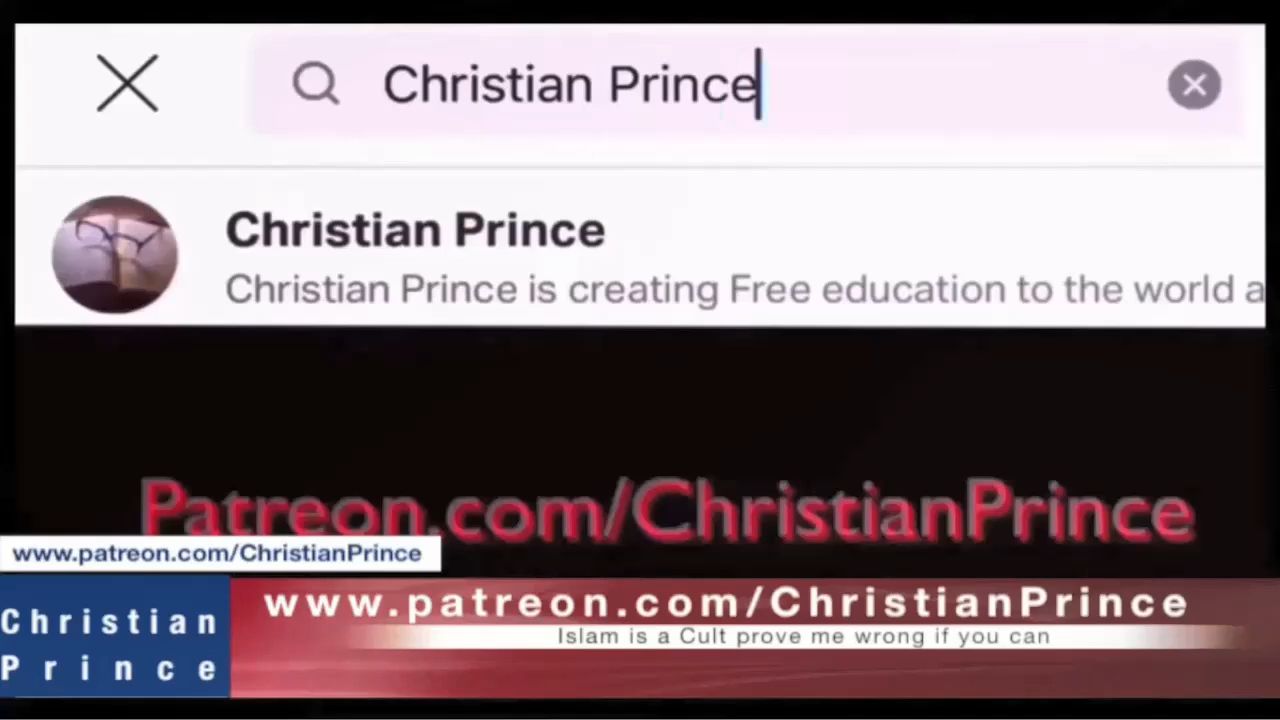 Christian Prince
Christian Prince
Christian Prince is creating Free education to the world a
Patreon.com/ChristianPrince
www.patreon.com/ChristianPrince
Christian
Prince
www.patreon.com/ChristianPrince
Islam is a Cult prove me wrong if you can